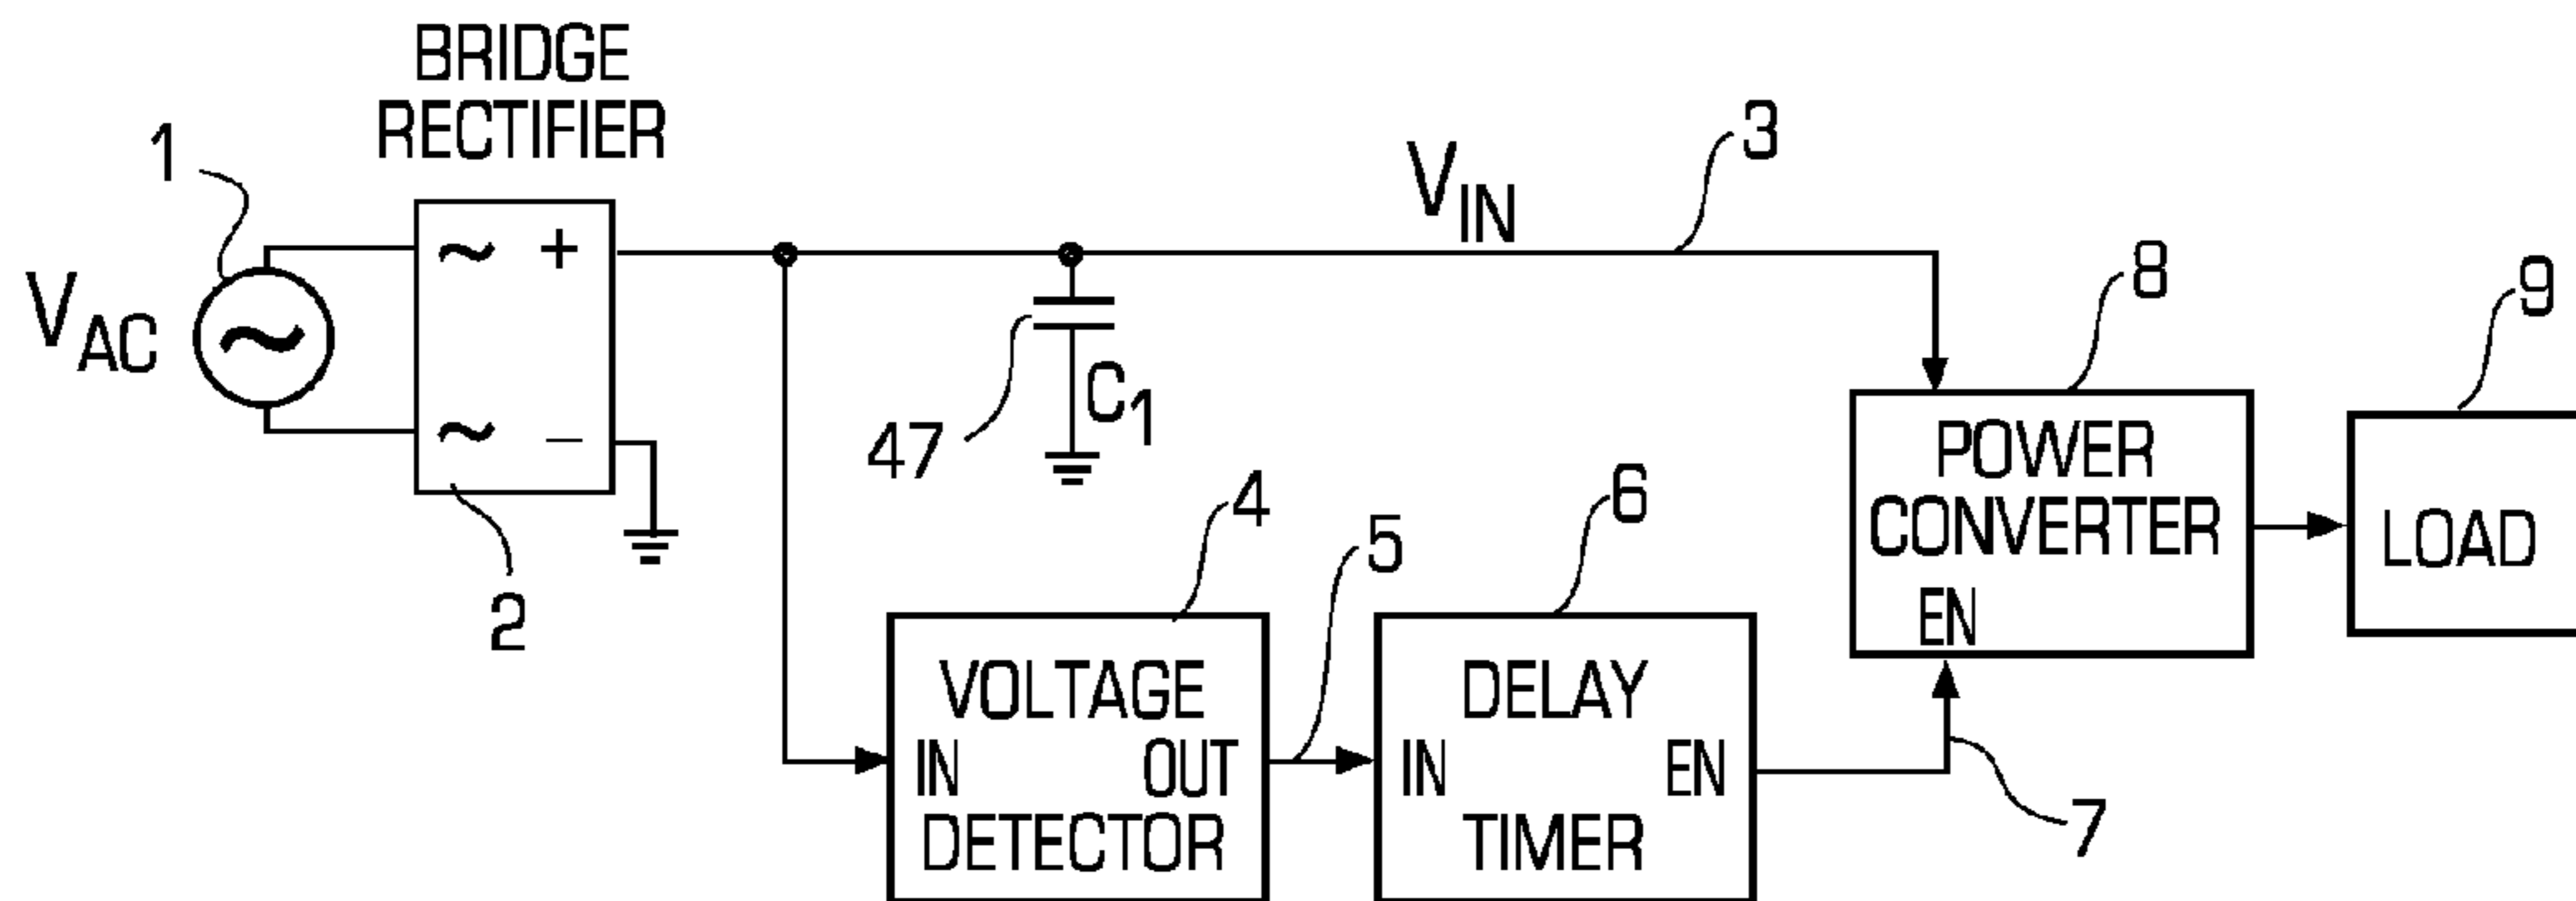 BRIDGE
RECTIFIER
1
V_AC
~ +
~ −
~
2
V_IN
3
47
C_1
4
5
6
7
8
9
VOLTAGE
IN OUT
DETECTOR
DELAY
IN EN
TIMER
POWER
CONVERTER
EN
LOAD